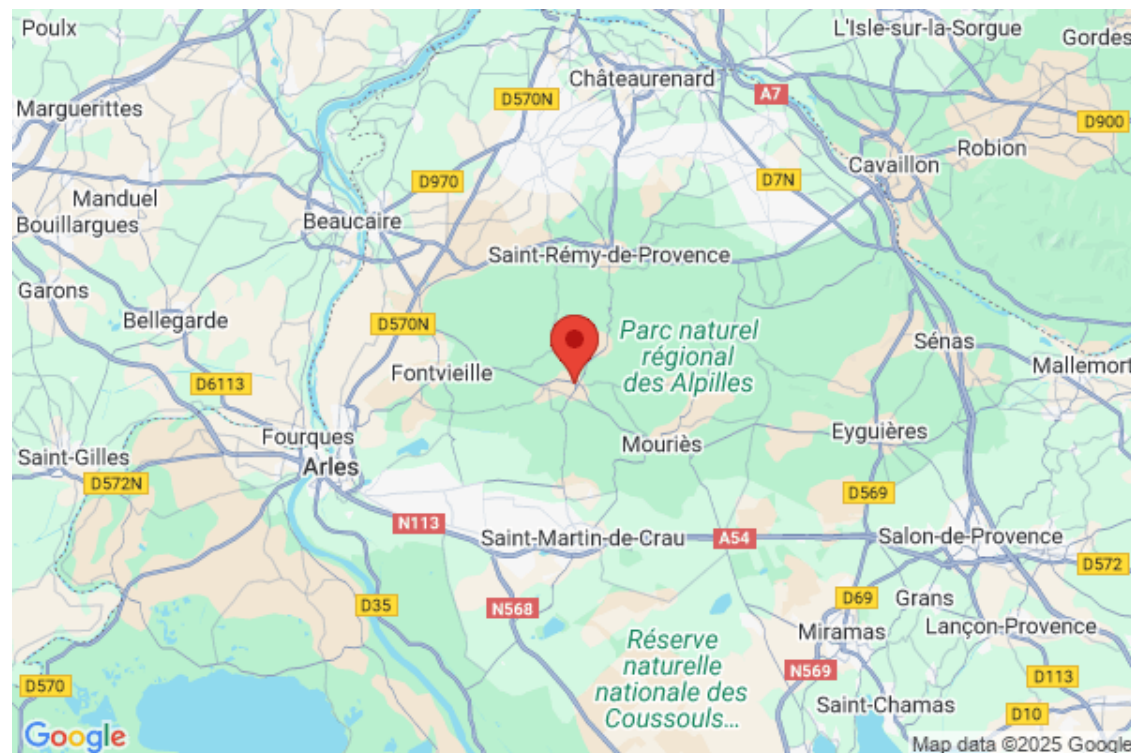 Poulx
L'Isle-sur-la-Sorgue
Gordes
Châteaurenard
A7
D570N
Marguerittes
D900
Robion
Cavaillon
D970
D7N
Manduel
Bouillargues
Beaucaire
Saint-Rémy-de-Provence
Garons
Bellegarde
D570N
Parc naturel
régional
des Alpilles
Sénas
Mallemort
Fontvieille
D6113
Fourques
Mouriès
Eyguières
Saint-Gilles
Arles
D572N
D569
N113
Saint-Martin-de-Crau
A54
Salon-de-Provence
D572
D35
N568
D69
Grans
Réserve
naturelle
nationale des
Coussouls...
Miramas
Lançon-Provence
N569
D113
D570
Saint-Chamas
D10
Google
Map data ©2025 Google